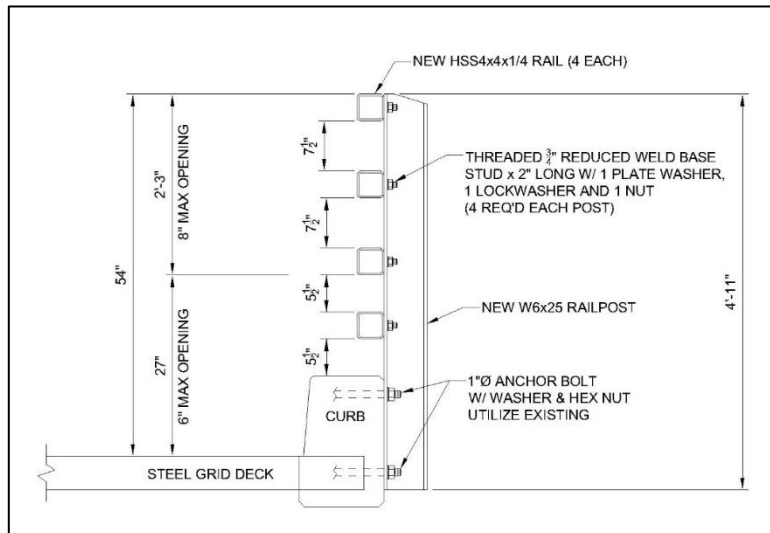 NEW HSS4x4x1/4 RAIL (4 EACH)
7 1/2"
THREADED 3/4" REDUCED WELD BASE
STUD x 2" LONG W/ 1 PLATE WASHER,
1 LOCKWASHER AND 1 NUT
(4 REQ'D EACH POST)
2'-3"
8" MAX OPENING
7 1/2"
54"
4'-11"
5 1/2"
NEW W6x25 RAILPOST
27"
6" MAX OPENING
5 1/2"
1"Ø ANCHOR BOLT
W/ WASHER & HEX NUT
UTILIZE EXISTING
CURB
STEEL GRID DECK